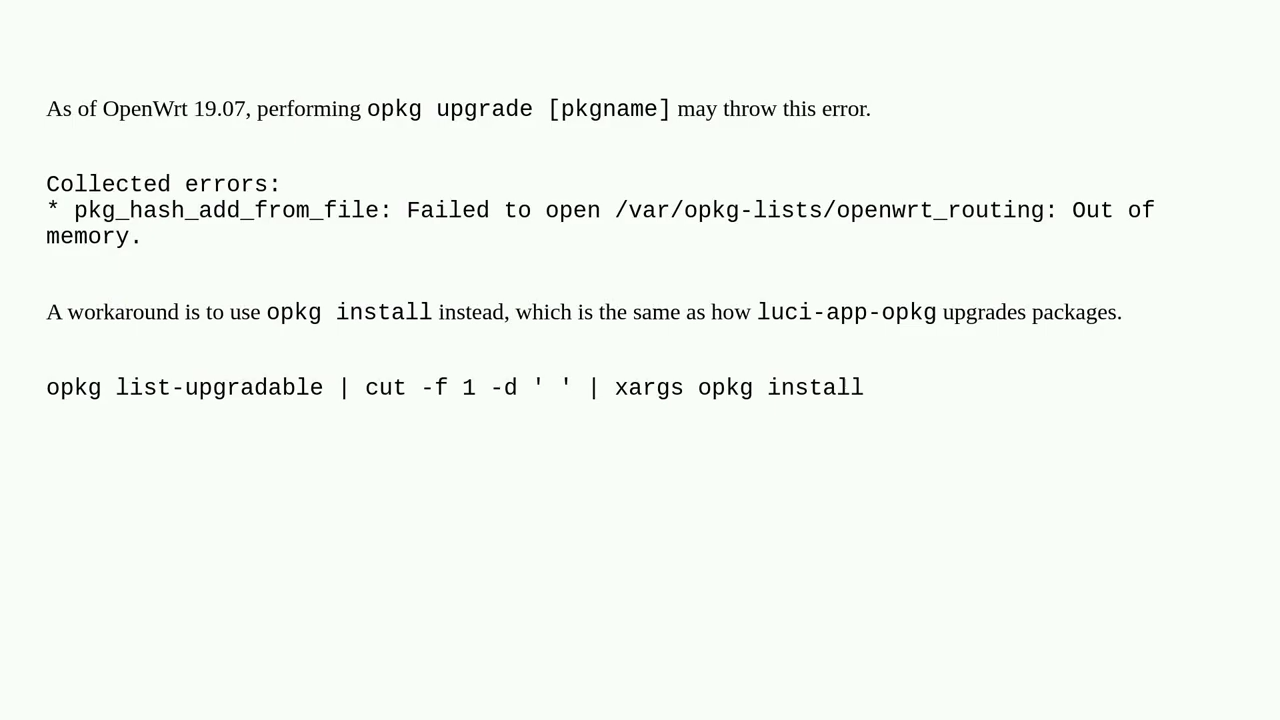 As of OpenWrt 19.07, performing opkg upgrade [pkgname] may throw this error.
Collected errors:
* pkg_hash_add_from_file: Failed to open /var/opkg-lists/openwrt_routing: Out of
memory.
A workaround is to use opkg install instead, which is the same as how luci-app-opkg upgrades packages.
opkg list-upgradable | cut -f 1 -d ' ' | xargs opkg install